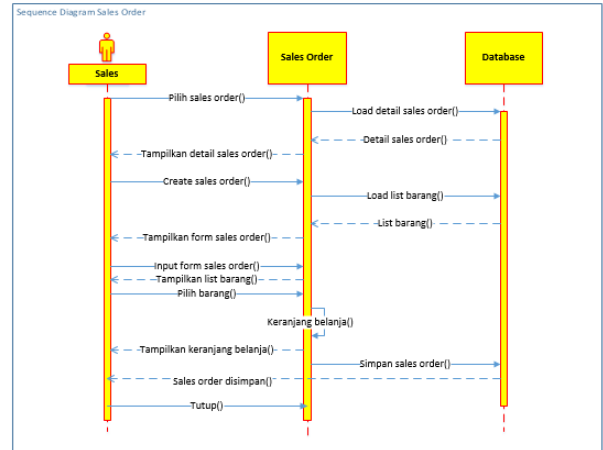 Sequence Diagram Sales Order
Sales
Sales Order
Database
Pilih sales order()
Load detail sales order()
Detail sales order()
Tampilkan detail sales order()
Create sales order()
Load list barang()
List barang()
Tampilkan form sales order()
Input form sales order()
Tampilkan list barang()
Pilih barang()
Keranjang belanja()
Tampilkan keranjang belanja()
Simpan sales order()
Sales order disimpan()
Tutup()